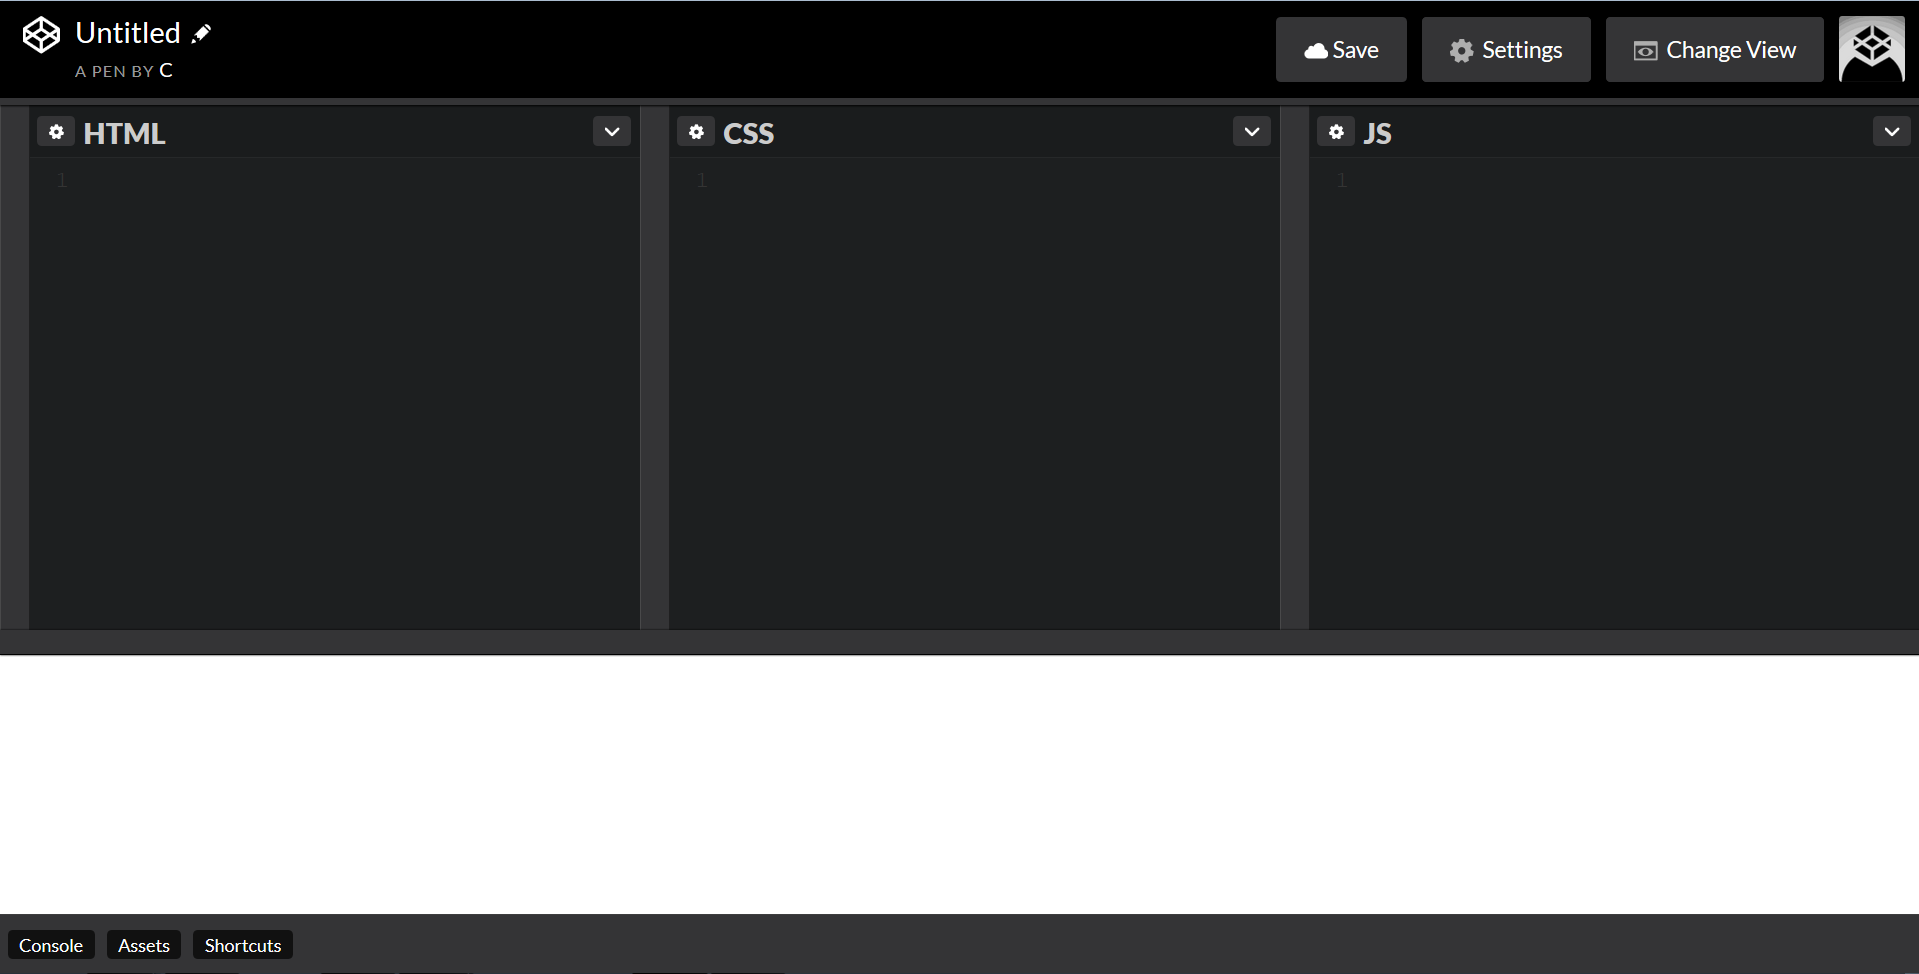 Untitled
A PEN BY C
Save
Settings
Change View
HTML
CSS
JS
1
1
1
Console
Assets
Shortcuts